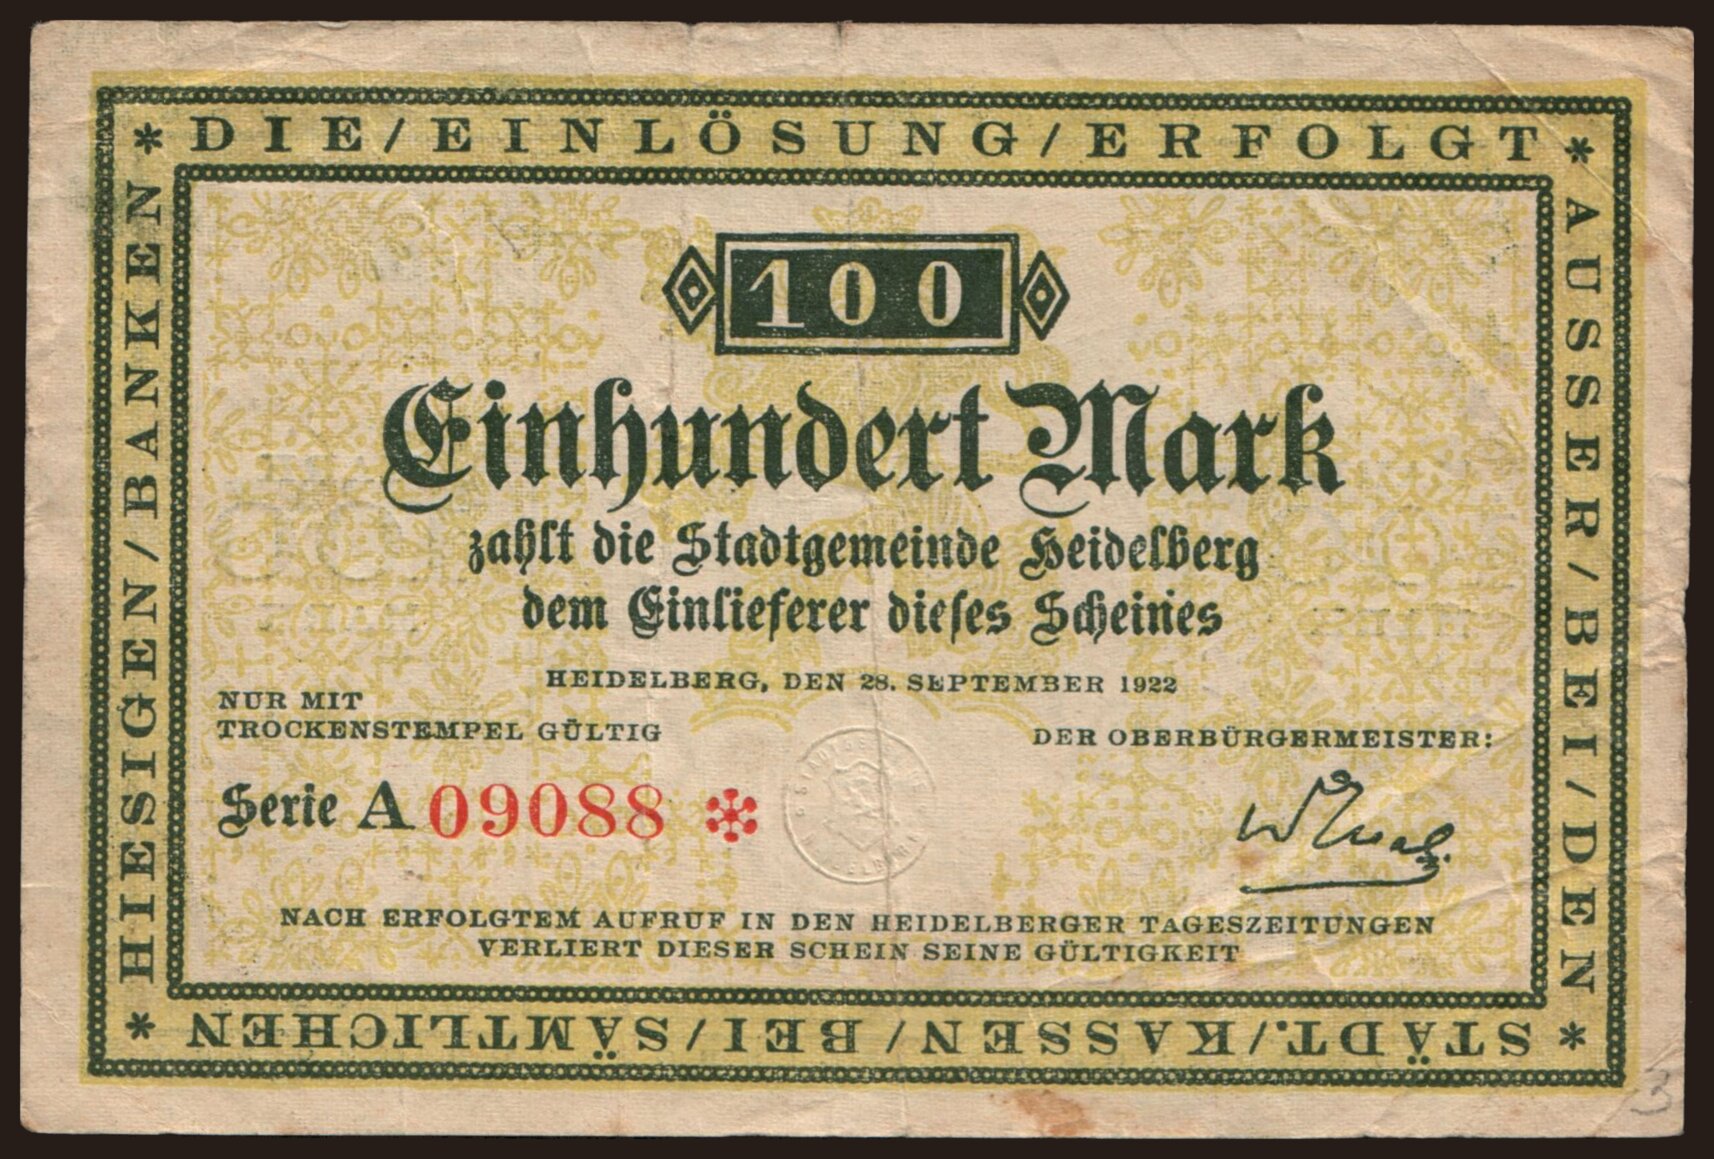 * DIE / EINLÖSUNG / ERFOLGT *
AUSSER / BEI / DEN
* STÄDT. / KASSEN / BEI / SÄMTLICHEN *
HIESIGEN / BANKEN
100
Einhundert Mark
zahlt die Stadtgemeinde Heidelberg
dem Einlieferer dieses Scheines
HEIDELBERG, DEN 28. SEPTEMBER 1922
NUR MIT
TROCKENSTEMPEL GÜLTIG
DER OBERBÜRGERMEISTER:
Serie A 09088 *
NACH ERFOLGTEM AUFRUF IN DEN HEIDELBERGER TAGESZEITUNGEN
VERLIERT DIESER SCHEIN SEINE GÜLTIGKEIT
3